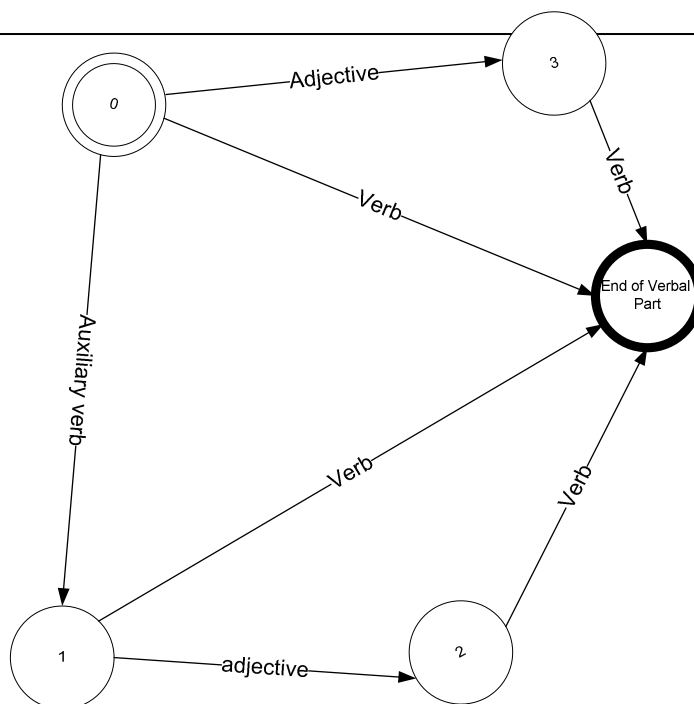 3
Adjective
0
Verb
Verb
End of Verbal
Part
Auxiliary verb
Verb
Verb
1
adjective
2